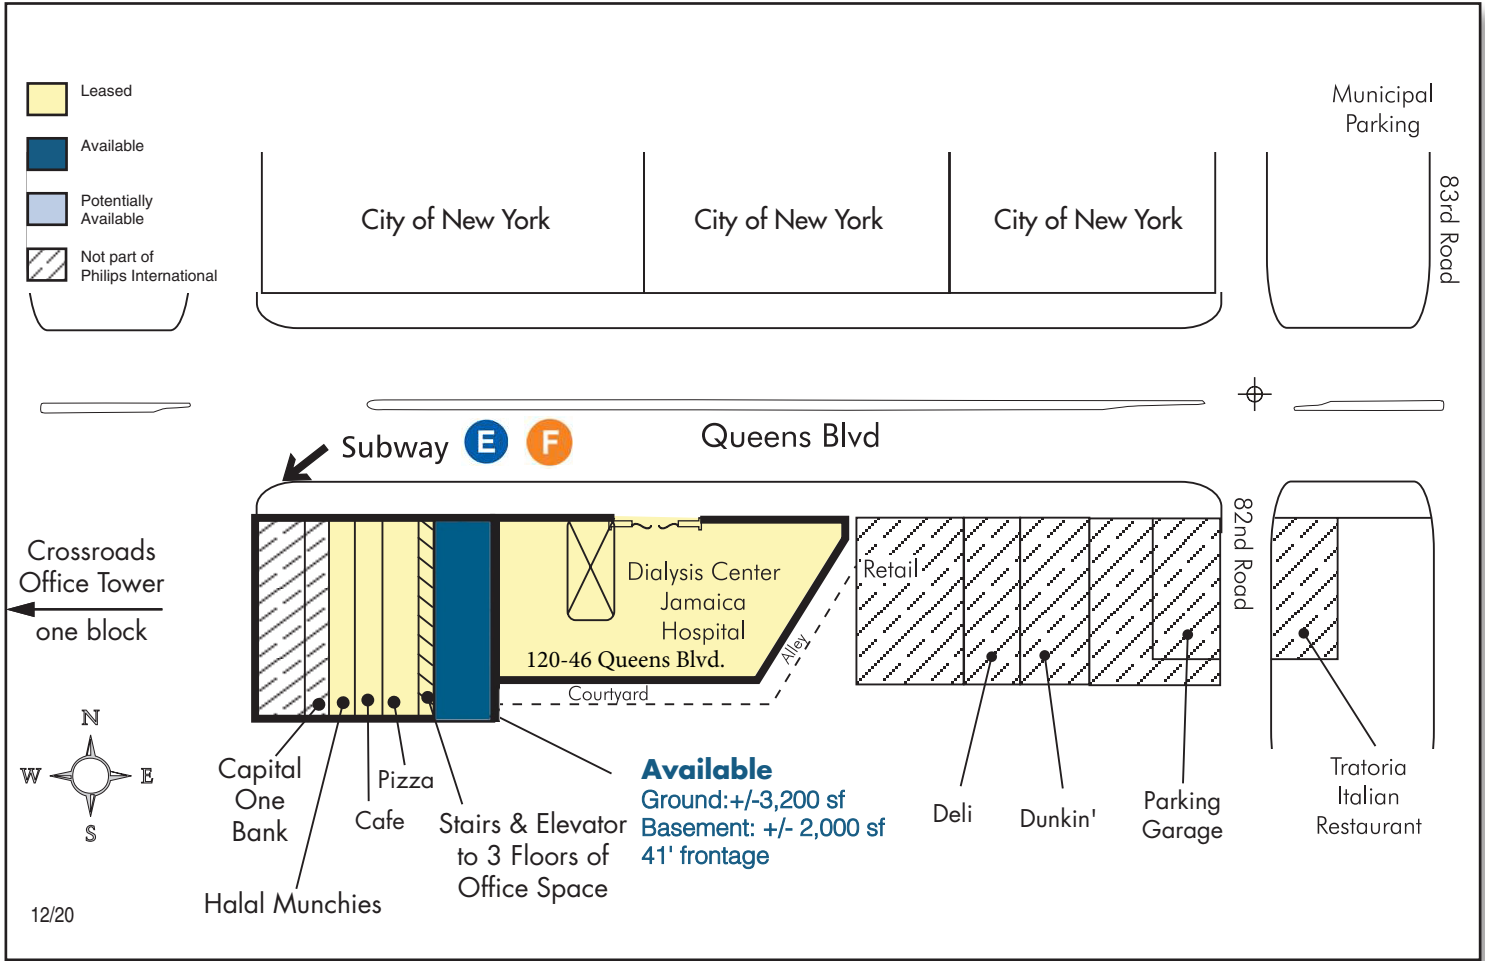 Leased
Available
Potentially
Available
Not part of
Philips International
Municipal
Parking
83rd Road
City of New York
City of New York
City of New York
Subway E F
Queens Blvd
82nd Road
Crossroads
Office Tower
one block
Dialysis Center
Jamaica
Hospital
120-46 Queens Blvd.
Courtyard
Alley
Retail
N
W E
S
Capital
One
Bank
Halal Munchies
Cafe
Pizza
Stairs & Elevator
to 3 Floors of
Office Space
Available
Ground:+/-3,200 sf
Basement: +/- 2,000 sf
41' frontage
Deli
Dunkin'
Parking
Garage
Tratoria
Italian
Restaurant
12/20